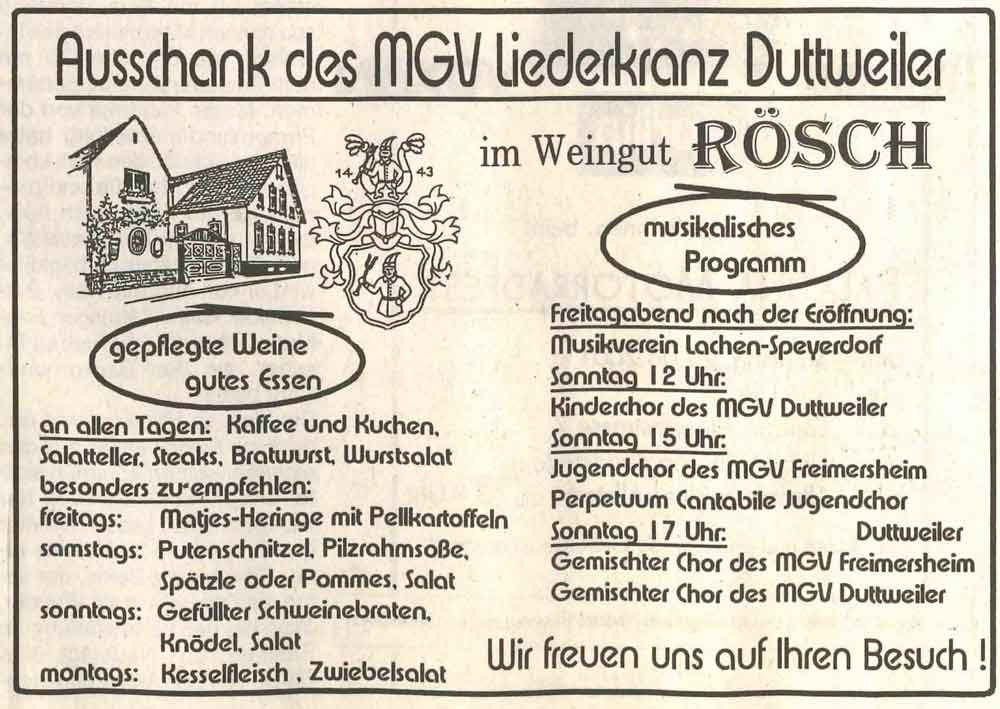 Ausschank des MGV Liederkranz Duttweiler
im Weingut RÖSCH
14 43
gepflegte Weine
gutes Essen
an allen Tagen: Kaffee und Kuchen,
Salatteller, Steaks, Bratwurst, Wurstsalat
besonders zu empfehlen:
freitags: Matjes-Heringe mit Pellkartoffeln
samstags: Putenschnitzel, Pilzrahmsoße,
Spätzle oder Pommes, Salat
sonntags: Gefüllter Schweinebraten,
Knödel, Salat
montags: Kesselfleisch, Zwiebelsalat
musikalisches
Programm
Freitagabend nach der Eröffnung:
Musikverein Lachen-Speyerdorf
Sonntag 12 Uhr:
Kinderchor des MGV Duttweiler
Sonntag 15 Uhr:
Jugendchor des MGV Freimersheim
Perpetuum Cantabile Jugendchor
Sonntag 17 Uhr: Duttweiler
Gemischter Chor des MGV Freimersheim
Gemischter Chor des MGV Duttweiler
Wir freuen uns auf Ihren Besuch !